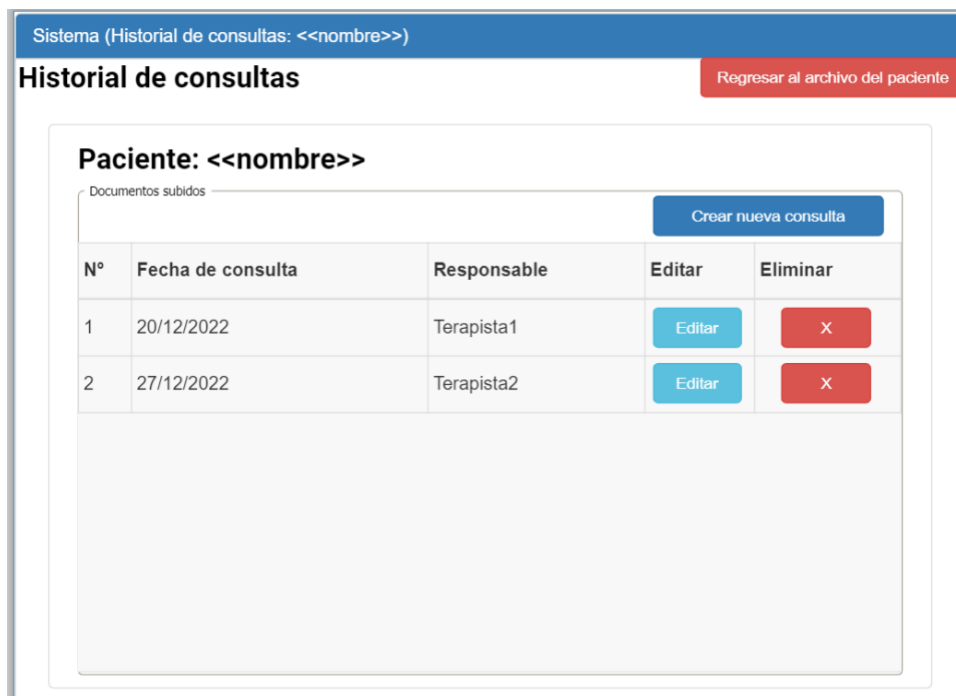 Sistema (Historial de consultas: <<nombre>>)
Historial de consultas
Regresar al archivo del paciente
Paciente: <<nombre>>
Documentos subidos
Crear nueva consulta
Nº Fecha de consulta Responsable Editar Eliminar
1 20/12/2022 Terapista1 Editar X
2 27/12/2022 Terapista2 Editar X